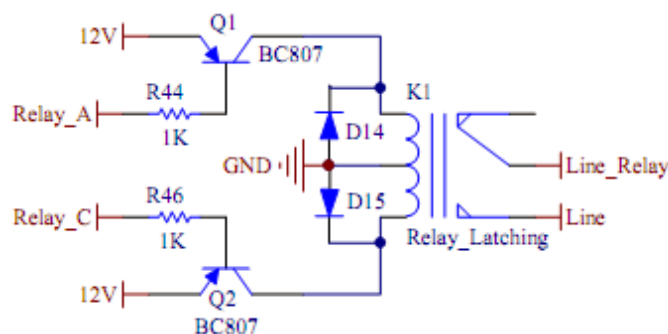 12V
Q1
BC807
R44
Relay_A
1K
K1
D14
GND
Line_Relay
R46
D15
Relay_C
1K
Line
Relay_Latching
12V
Q2
BC807